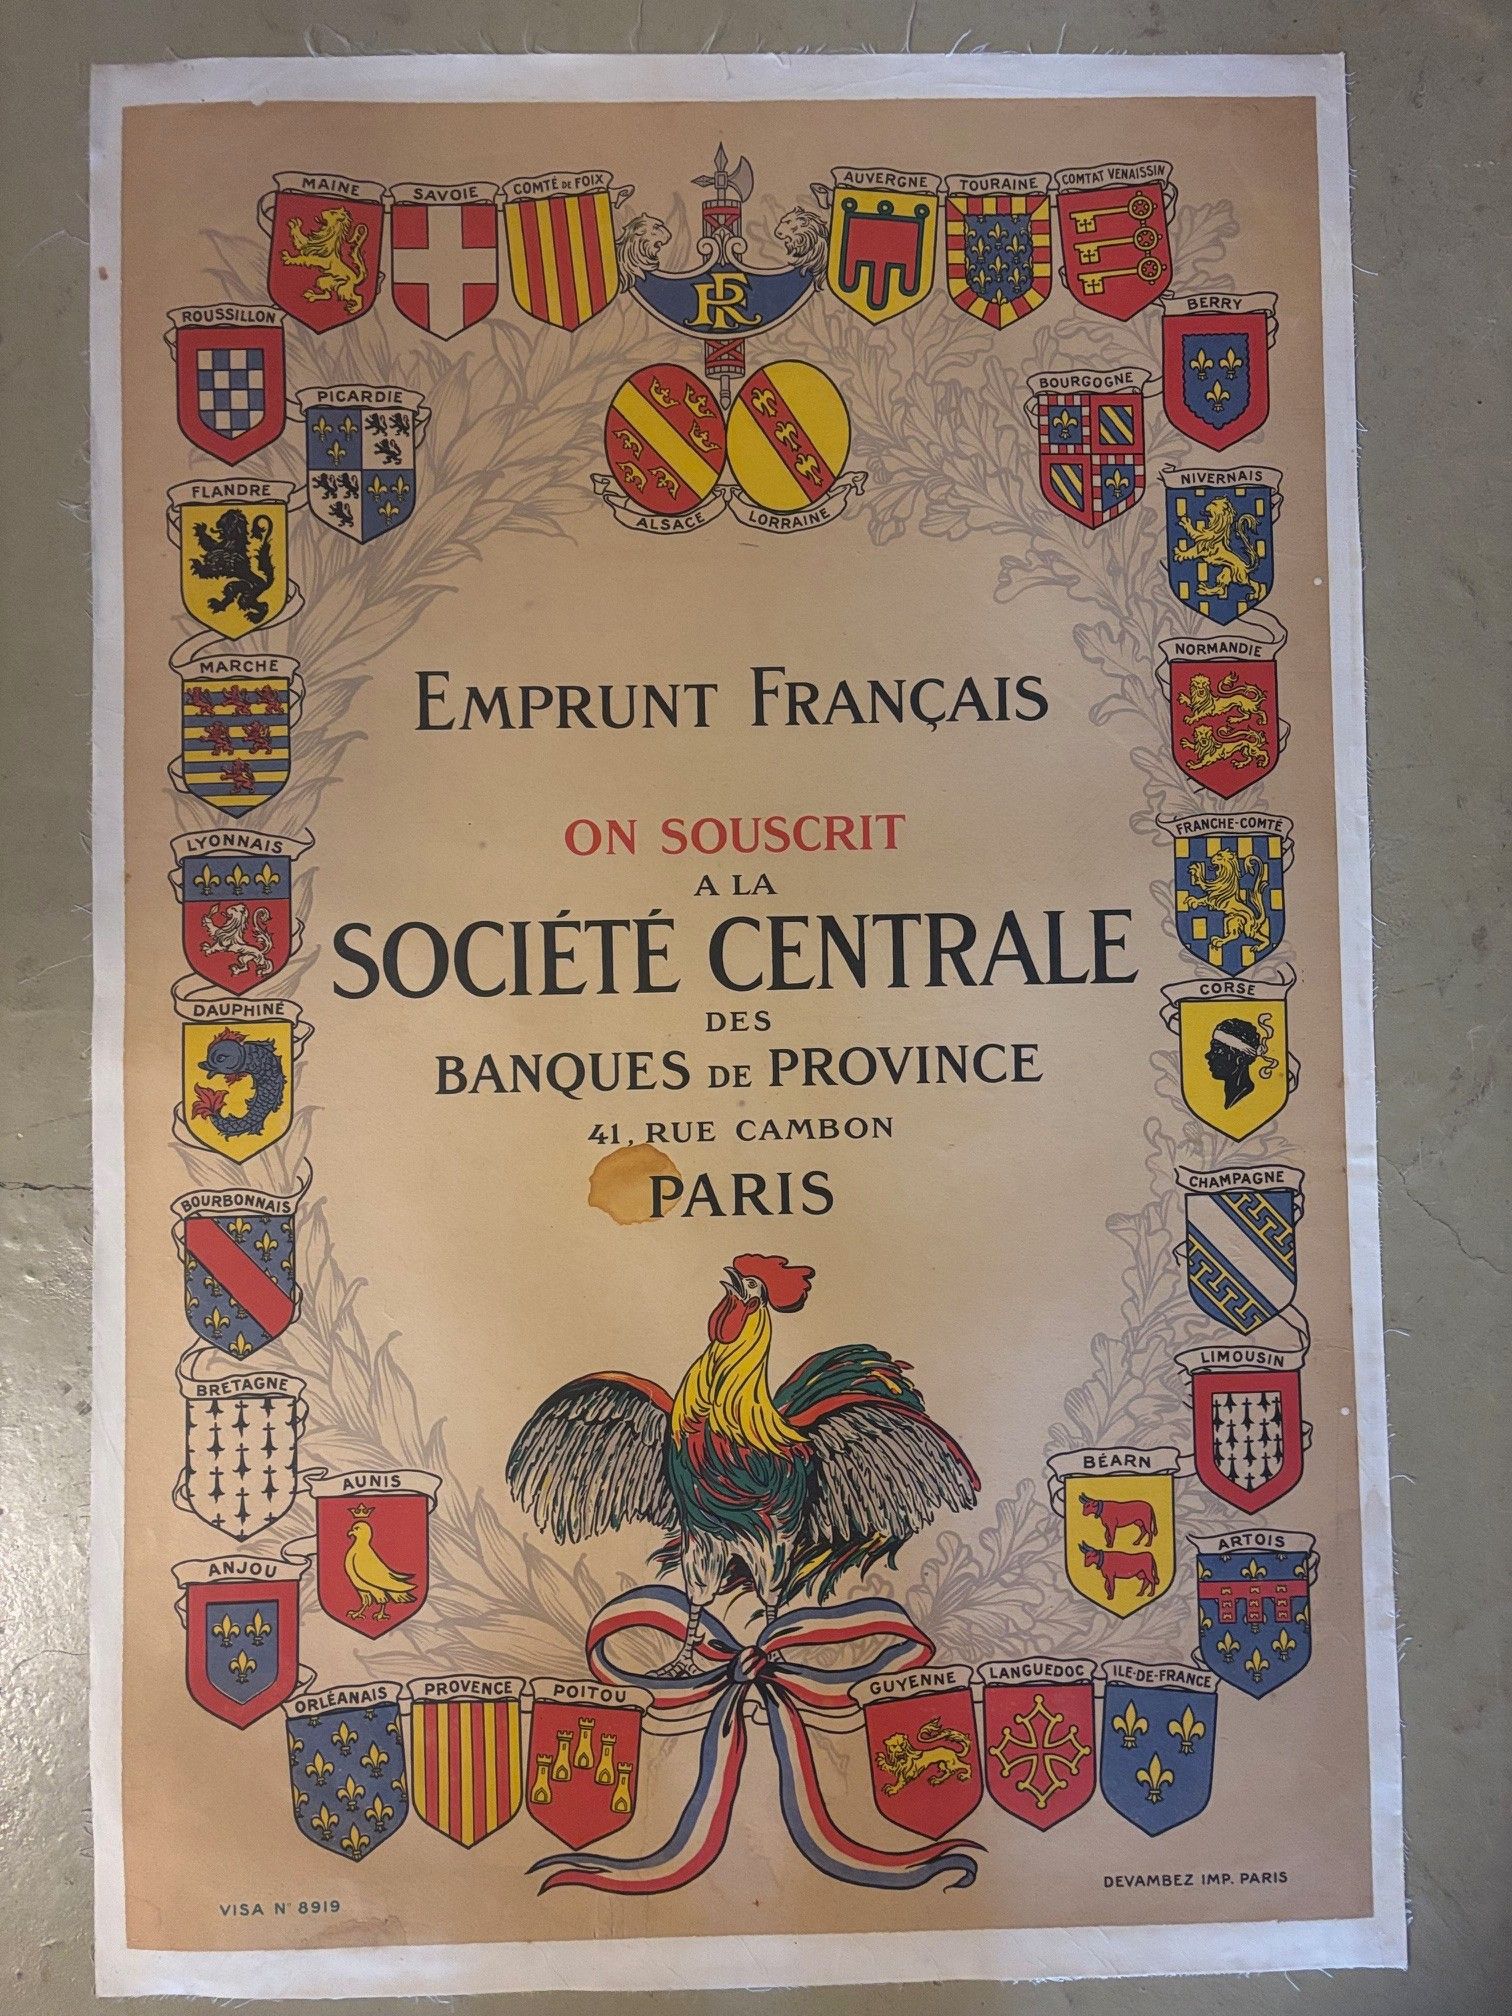 MAINE
SAVOIE
COMTÉ DE FOIX
RF
AUVERGNE
TOURAINE
COMTAT VENAISSIN
ROUSSILLON
BERRY
PICARDIE
BOURGOGNE
FLANDRE
NIVERNAIS
ALSACE
LORRAINE
MARCHE
NORMANDIE
EMPRUNT FRANÇAIS
ON SOUSCRIT
A LA
SOCIÉTÉ CENTRALE
DES
BANQUES DE PROVINCE
41, RUE CAMBON
PARIS
LYONNAIS
FRANCHE-COMTÉ
DAUPHINÉ
CORSE
BOURBONNAIS
CHAMPAGNE
BRETAGNE
LIMOUSIN
AUNIS
BÉARN
ANJOU
ARTOIS
ORLÉANAIS
PROVENCE
POITOU
GUYENNE
LANGUEDOC
ILE-DE-FRANCE
VISA N° 8919
DEVAMBEZ IMP. PARIS